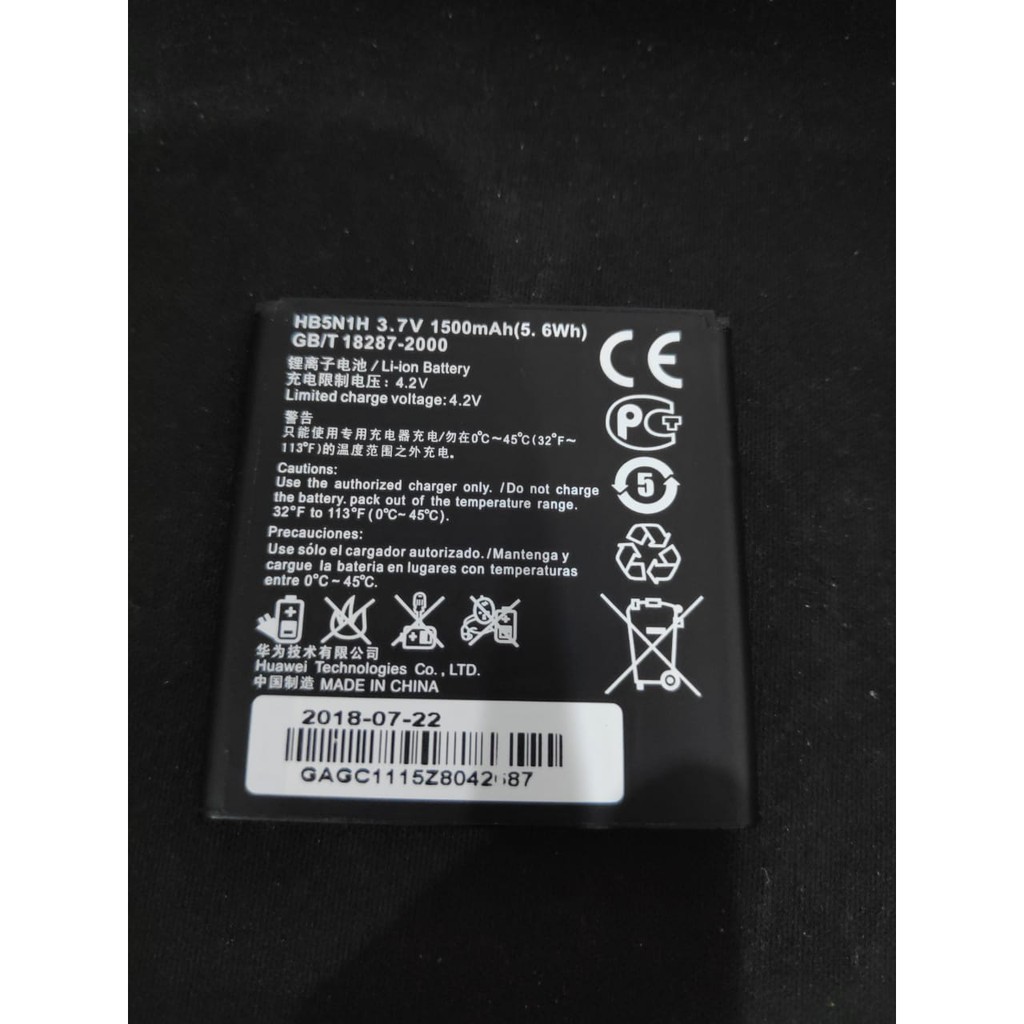 HB5N1H 3.7V 1500mAh(5. 6Wh)
GB/T 18287-2000
锂离子电池 / Li-ion Battery
充电限制电压: 4.2V
Limited charge voltage: 4.2V
警告
只能使用专用充电器充电/勿在0°C～45°C(32°F～
113°F)的温度范围之外充电。
Cautions:
Use the authorized charger only. /Do not charge
the battery. pack out of the temperature range.
32°F to 113°F (0°C~ 45°C).
Precauciones:
Use sólo el cargador autorizado. /Mantenga y
cargue la bateria en lugares con temperaturas
entre 0°C ~ 45°C.
华为技术有限公司
Huawei Technologies Co. , LTD.
中国制造 MADE IN CHINA
CE
PCT
5
2018-07-22